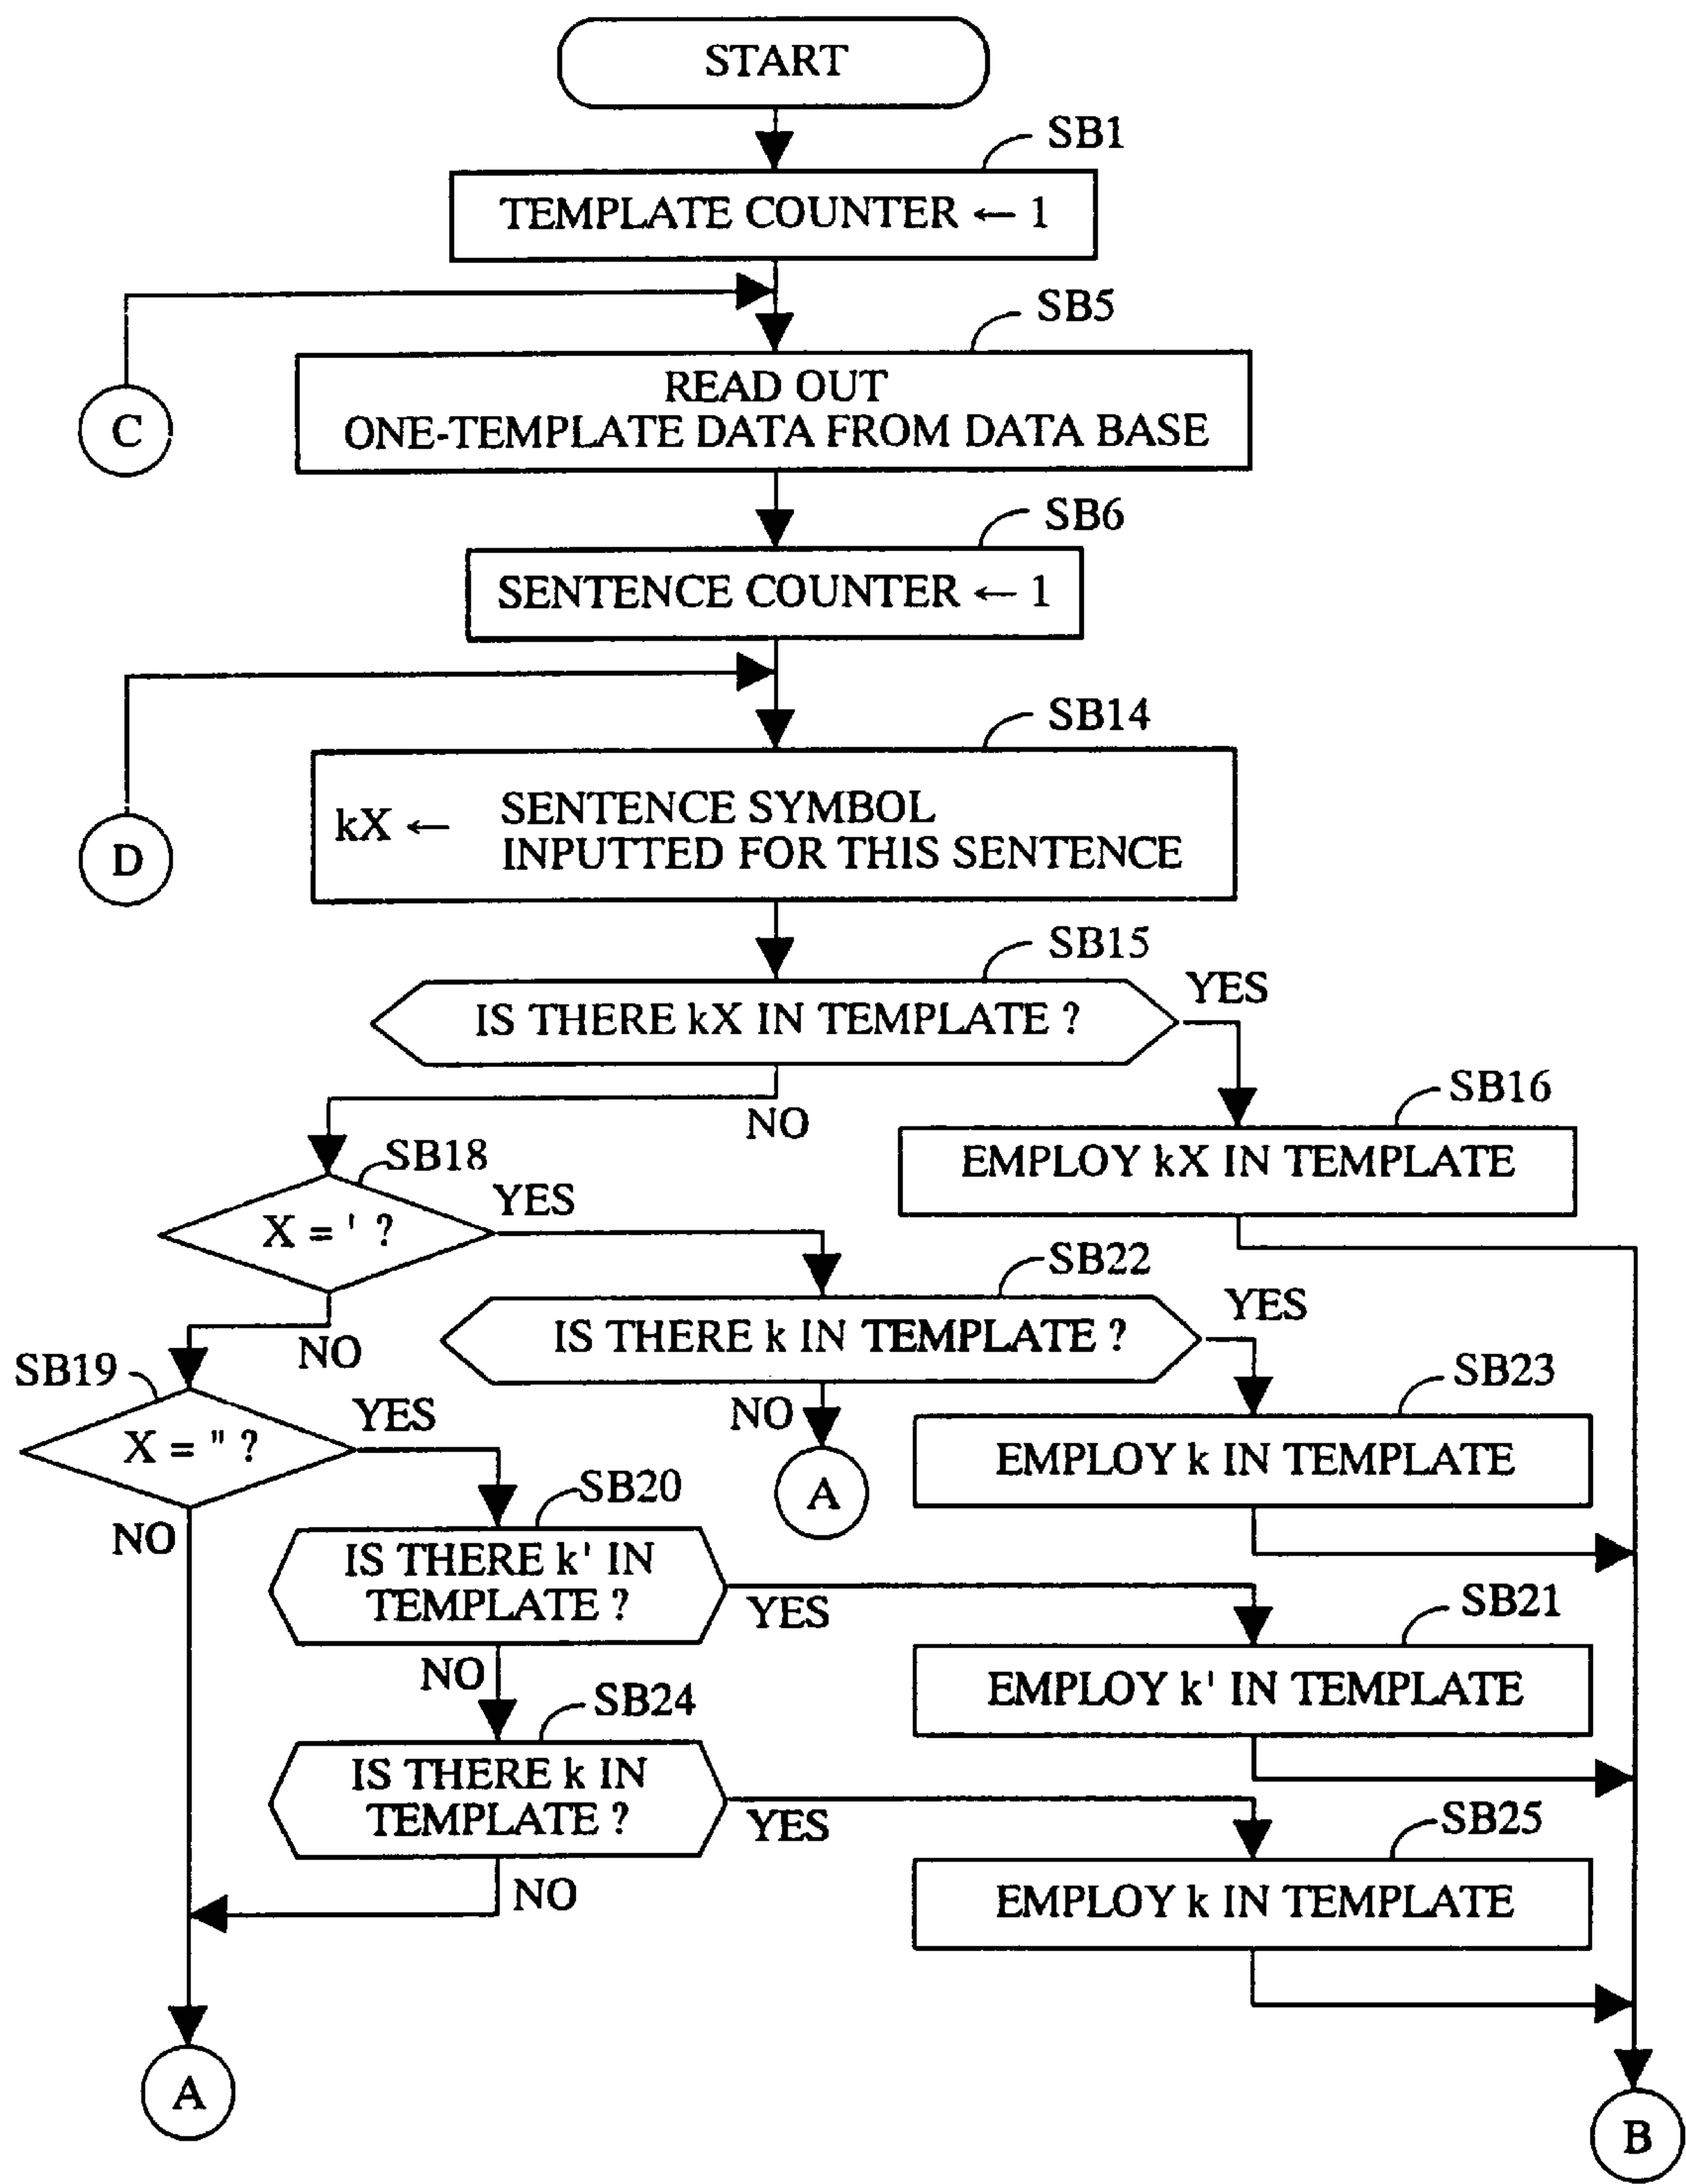 START
SB1
TEMPLATE COUNTER ← 1
SB5
READ OUT
ONE-TEMPLATE DATA FROM DATA BASE
C
SB6
SENTENCE COUNTER ← 1
SB14
kX ← SENTENCE SYMBOL
INPUTTED FOR THIS SENTENCE
D
SB15
IS THERE kX IN TEMPLATE ?
YES
NO
SB16
EMPLOY kX IN TEMPLATE
SB18
X = ' ?
YES
NO
SB22
IS THERE k IN TEMPLATE ?
YES
NO
A
SB23
EMPLOY k IN TEMPLATE
SB19
X = " ?
YES
NO
SB20
IS THERE k' IN
TEMPLATE ?
YES
NO
SB21
EMPLOY k' IN TEMPLATE
SB24
IS THERE k IN
TEMPLATE ?
YES
NO
SB25
EMPLOY k IN TEMPLATE
A
B